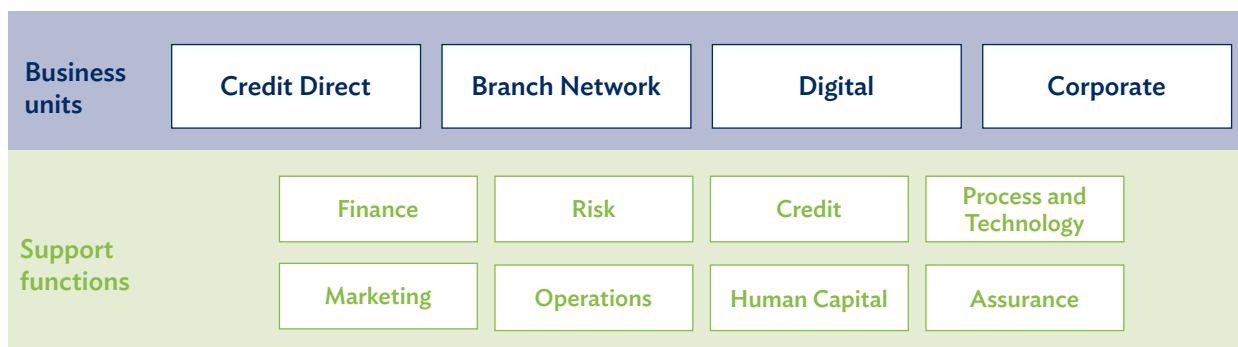 Business
units
Credit Direct
Branch Network
Digital
Corporate
Support
functions
Finance
Risk
Credit
Process and
Technology
Marketing
Operations
Human Capital
Assurance